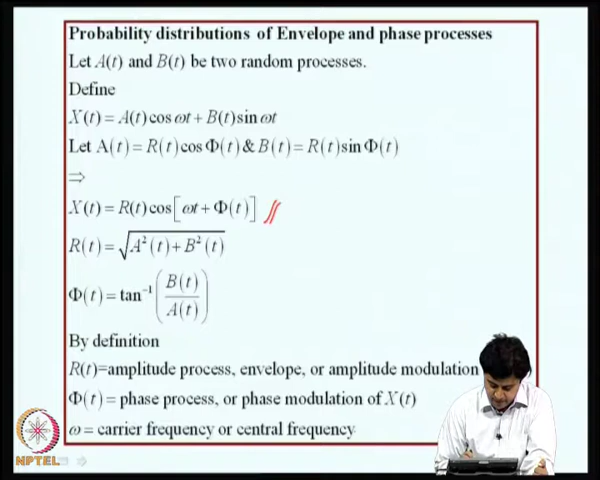 Probability distributions of Envelope and phase processes
Let A(t) and B(t) be two random processes.
Define
X(t) = A(t)cos ωt + B(t)sin ωt
Let A(t) = R(t)cos Φ(t) & B(t) = R(t)sin Φ(t)
⇒
X(t) = R(t)cos[ωt + Φ(t)]
R(t) = √(A²(t) + B²(t))
Φ(t) = tan⁻¹(B(t)/A(t))
By definition
R(t)=amplitude process, envelope, or amplitude modulation
Φ(t) = phase process, or phase modulation of X(t)
ω = carrier frequency or central frequency
NPTEL